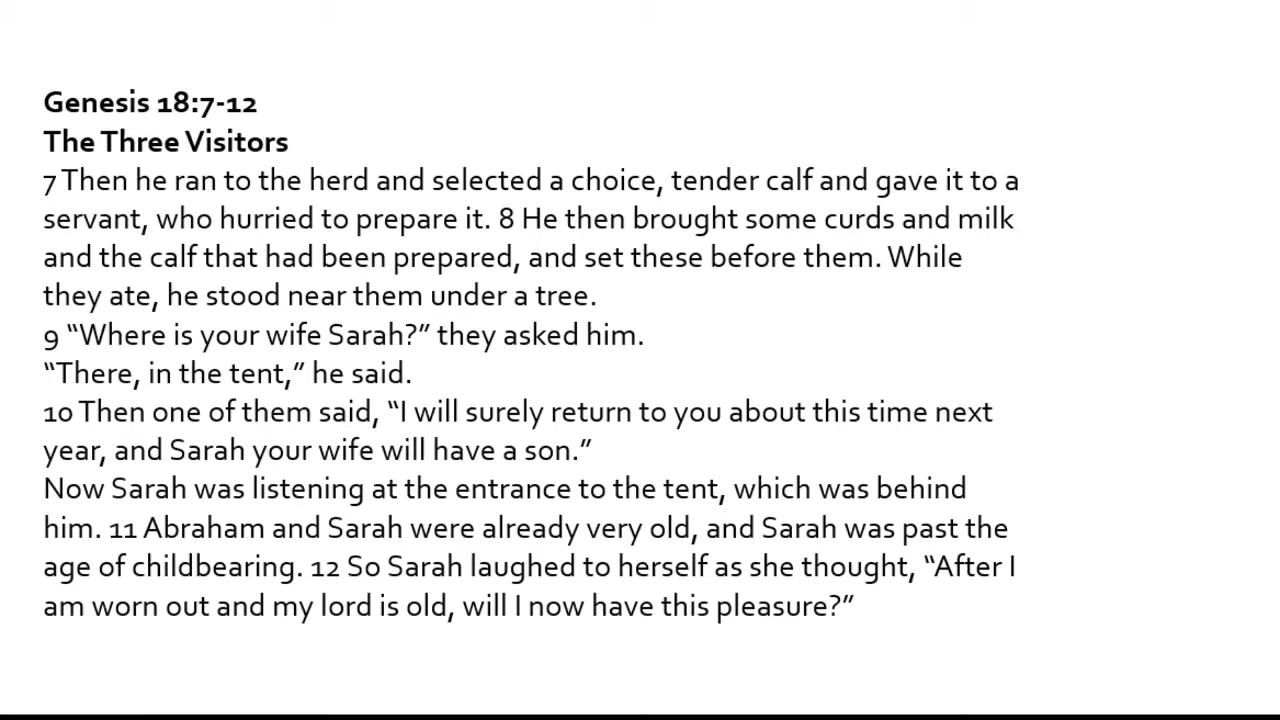 Genesis 18:7-12
The Three Visitors
7 Then he ran to the herd and selected a choice, tender calf and gave it to a
servant, who hurried to prepare it. 8 He then brought some curds and milk
and the calf that had been prepared, and set these before them. While
they ate, he stood near them under a tree.
9 “Where is your wife Sarah?” they asked him.
“There, in the tent,” he said.
10 Then one of them said, “I will surely return to you about this time next
year, and Sarah your wife will have a son.”
Now Sarah was listening at the entrance to the tent, which was behind
him. 11 Abraham and Sarah were already very old, and Sarah was past the
age of childbearing. 12 So Sarah laughed to herself as she thought, “After I
am worn out and my lord is old, will I now have this pleasure?”